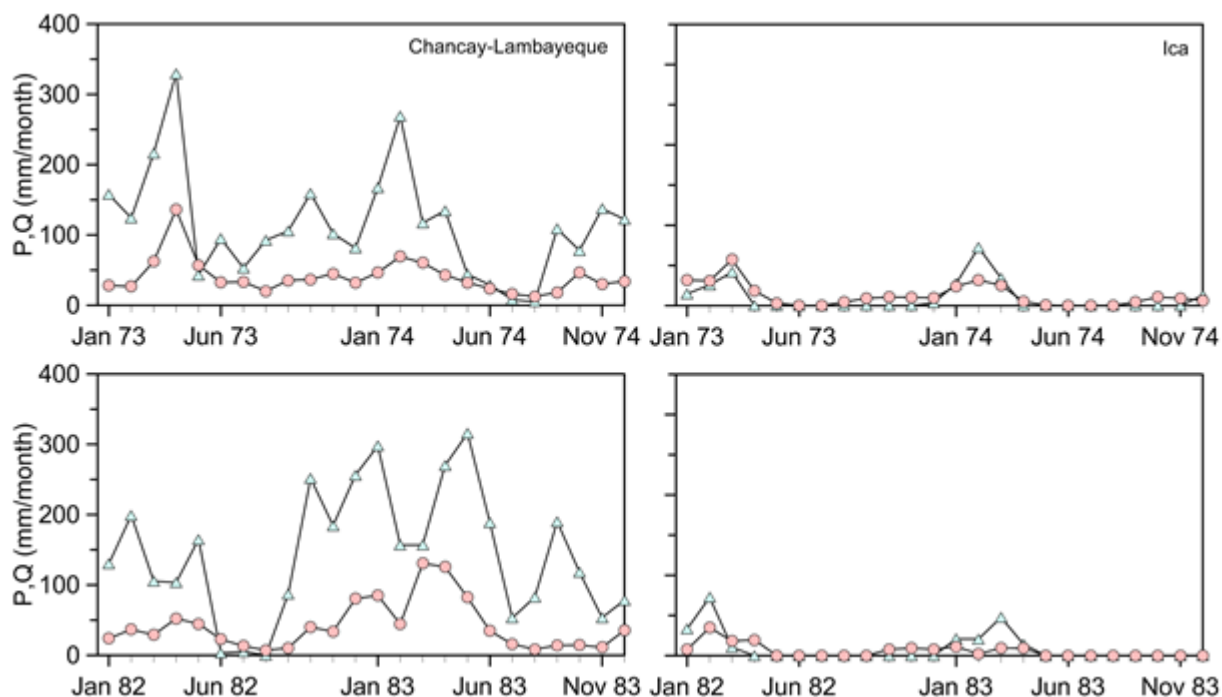 400
300
200
100
0
P,Q (mm/month)
Chancay-Lambayeque
Jan 73 Jun 73 Jan 74 Jun 74 Nov 74
Ica
Jan 73 Jun 73 Jan 74 Jun 74 Nov 74
400
300
200
100
0
P,Q (mm/month)
Jan 82 Jun 82 Jan 83 Jun 83 Nov 83
Jan 82 Jun 82 Jan 83 Jun 83 Nov 83